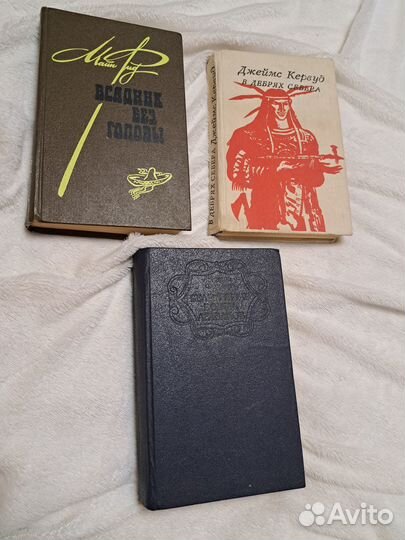 Майн Рид
ВСАДНИК
БЕЗ
ГОЛОВЫ
Джеймс Кервуд
В ДЕБРЯХ СЕВЕРА
В ДЕБРЯХ СЕВЕРА Джеймс Кервуд
Avito